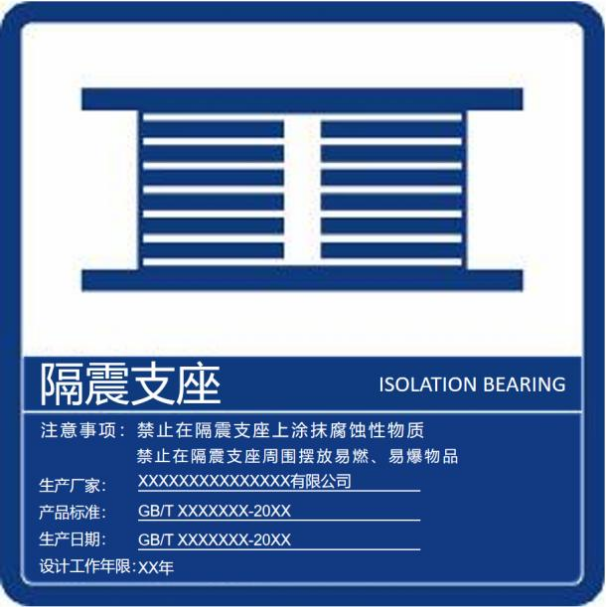 隔震支座 ISOLATION BEARING
注意事项：禁止在隔震支座上涂抹腐蚀性物质
禁止在隔震支座周围摆放易燃、易爆物品
生产厂家：XXXXXXXXXXXXXXX有限公司
产品标准：GB/T XXXXXXX-20XX
生产日期：GB/T XXXXXXX-20XX
设计工作年限：XX年